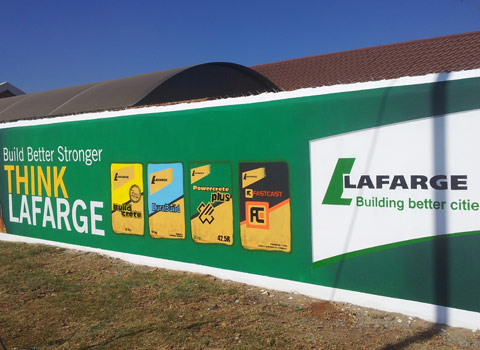 Build Better Stronger
THINK
LAFARGE
LAFARGE
Build
crete
LAFARGE
DuraBuild
LAFARGE
Powercrete
plus
42.5R
LAFARGE
FASTCAST
FC
LAFARGE
Building better citie